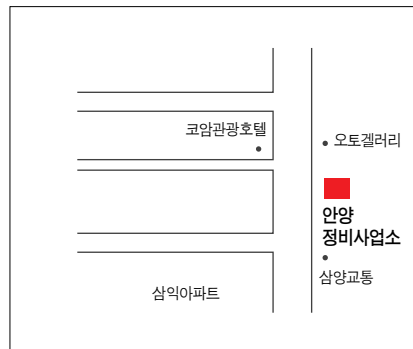 코암관광호텔
오토겔러리
안양
정비사업소
삼양교통
삼익아파트